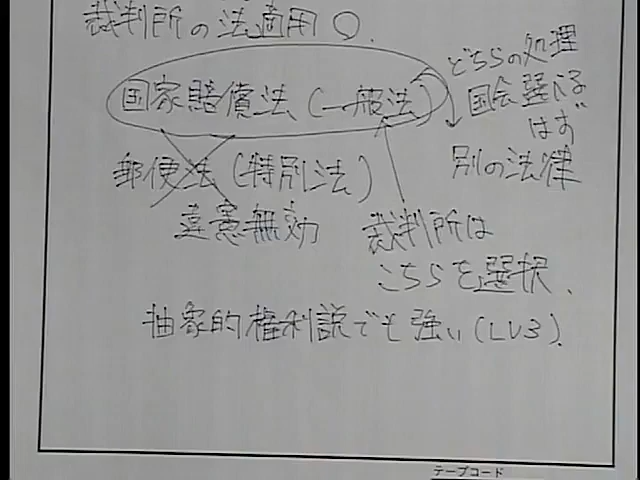 裁判所の法適用 ○.
国家賠償法(一般法)
どちらの処理
国会選べる
はず
別の法律
郵便法(特別法)
違憲無効
裁判所は
こちらを選択.
抽象的権利説でも強い(LV3).
テープコード